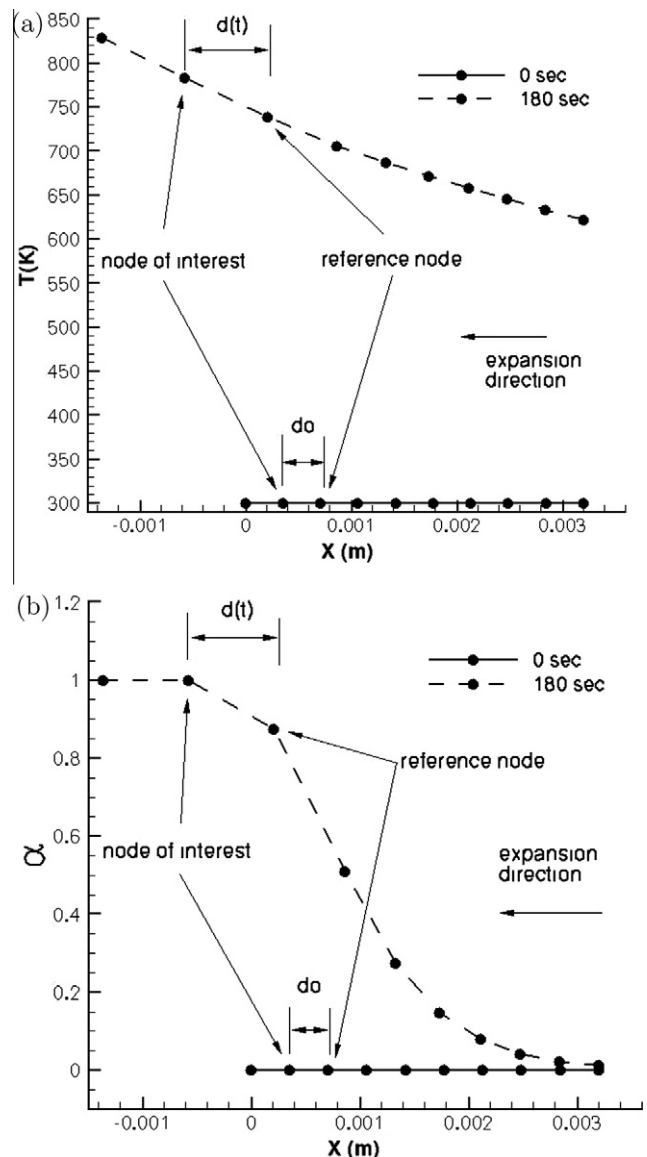 (a)
850
800
750
700
650
600
550
500
450
400
350
300
T(K)
d(t)
0 sec
180 sec
node of interest
reference node
expansion
direction
do
-0.001
0
0.001
0.002
0.003
X (m)
(b)
1.2
1
0.8
0.6
0.4
0.2
0
α
d(t)
0 sec
180 sec
reference node
node of interest
expansion
direction
do
-0.001
0
0.001
0.002
0.003
X (m)